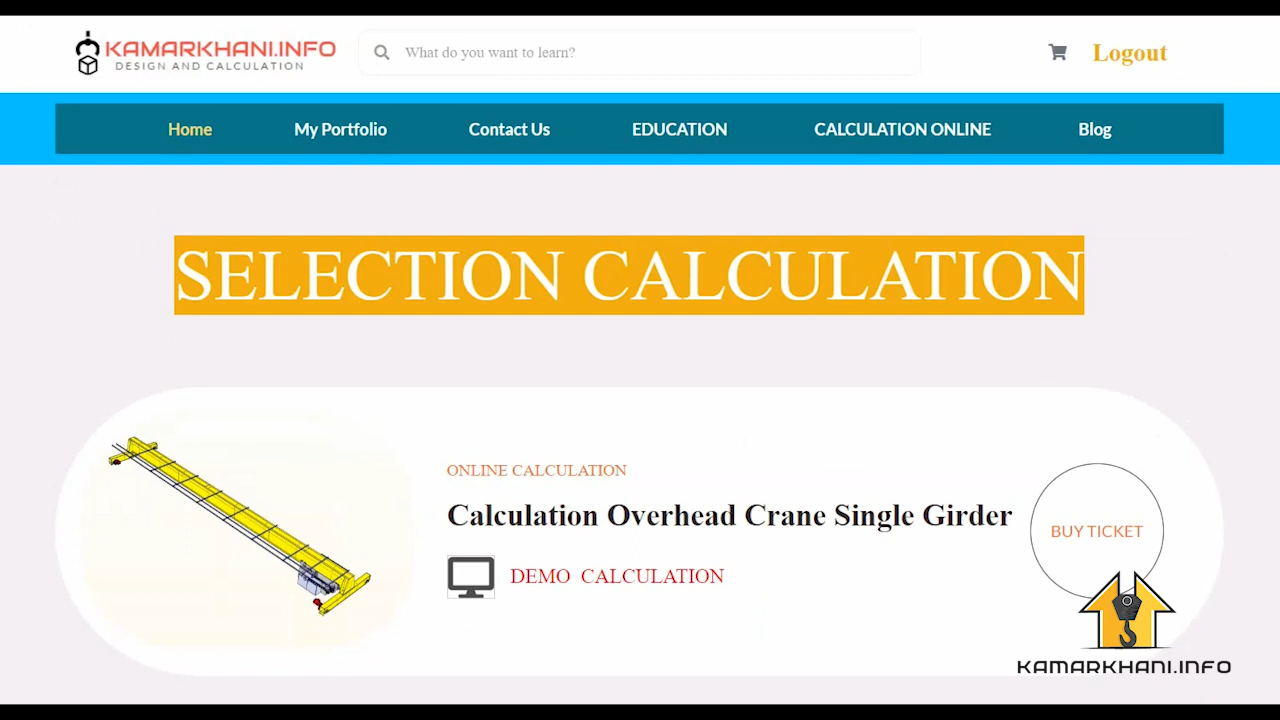 KAMARKHANI.INFO
DESIGN AND CALCULATION
What do you want to learn?
Logout
Home My Portfolio Contact Us EDUCATION CALCULATION ONLINE Blog
SELECTION CALCULATION
ONLINE CALCULATION
Calculation Overhead Crane Single Girder
BUY TICKET
DEMO CALCULATION
KAMARKHANI.INFO